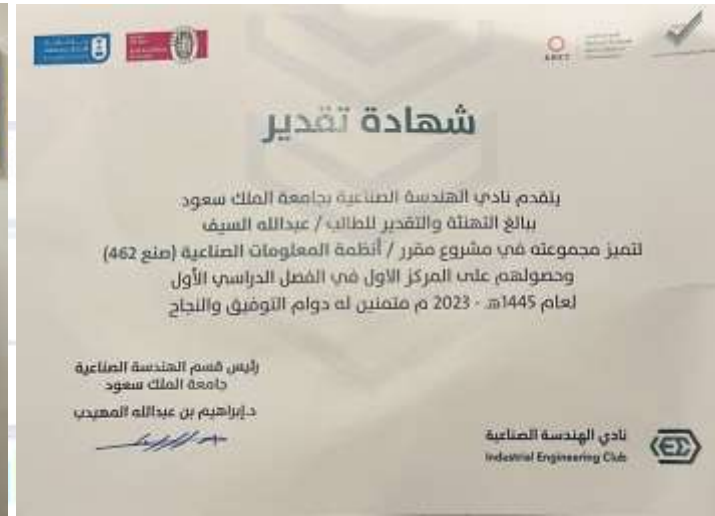 شهادة تقدير
يتقدم نادي الهندسة الصناعية بجامعة الملك سعود
ببالغ التهنئة والتقدير للطالب / عبدالله السيف
لتميز مجموعته في مشروع مقرر / أنظمة المعلومات الصناعية (صنع 462)
وحصولهم على المركز الاول في الفصل الدراسي الأول
لعام 1445هـ - 2023 م متمنين له دوام التوفيق والنجاح
رئيس قسم الهندسة الصناعية
جامعة الملك سعود
د.إبراهيم بن عبدالله المهيدب
نادي الهندسة الصناعية
Industrial Engineering Club